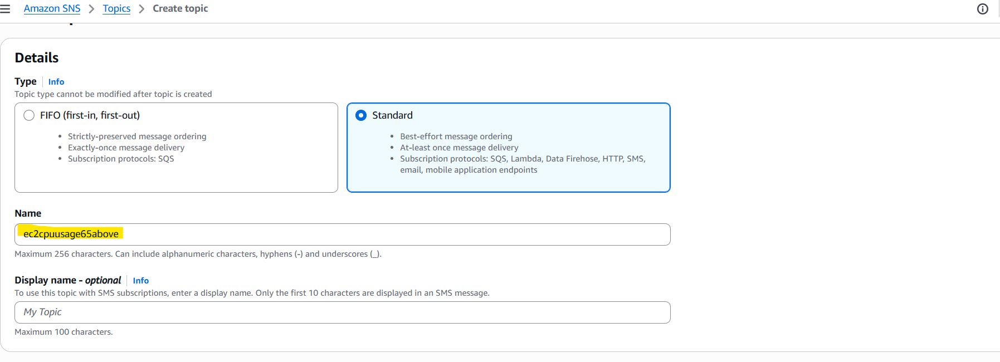 Amazon SNS > Topics > Create topic
Details
Type Info
Topic type cannot be modified after topic is created
FIFO (first-in, first-out)
• Strictly-preserved message ordering
• Exactly-once message delivery
• Subscription protocols: SQS
Standard
• Best-effort message ordering
• At-least once message delivery
• Subscription protocols: SQS, Lambda, Data Firehose, HTTP, SMS,
email, mobile application endpoints
Name
ec2cpuusage65above
Maximum 256 characters. Can include alphanumeric characters, hyphens (-) and underscores (_).
Display name - optional Info
To use this topic with SMS subscriptions, enter a display name. Only the first 10 characters are displayed in an SMS message.
My Topic
Maximum 100 characters.